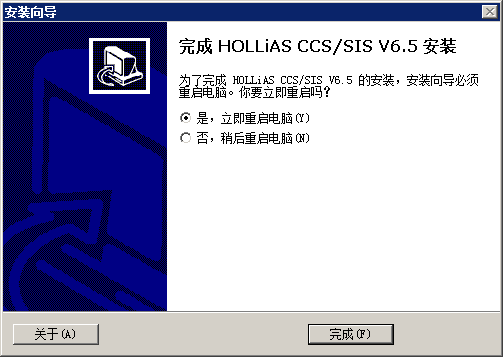 安装向导
完成 HOLLiAS CCS/SIS V6.5 安装
为了完成 HOLLiAS CCS/SIS V6.5 的安装，安装向导必须
重启电脑。你要立即重启吗？
是，立即重启电脑(Y)
否，稍后重启电脑(N)
关于(A)
完成(F)